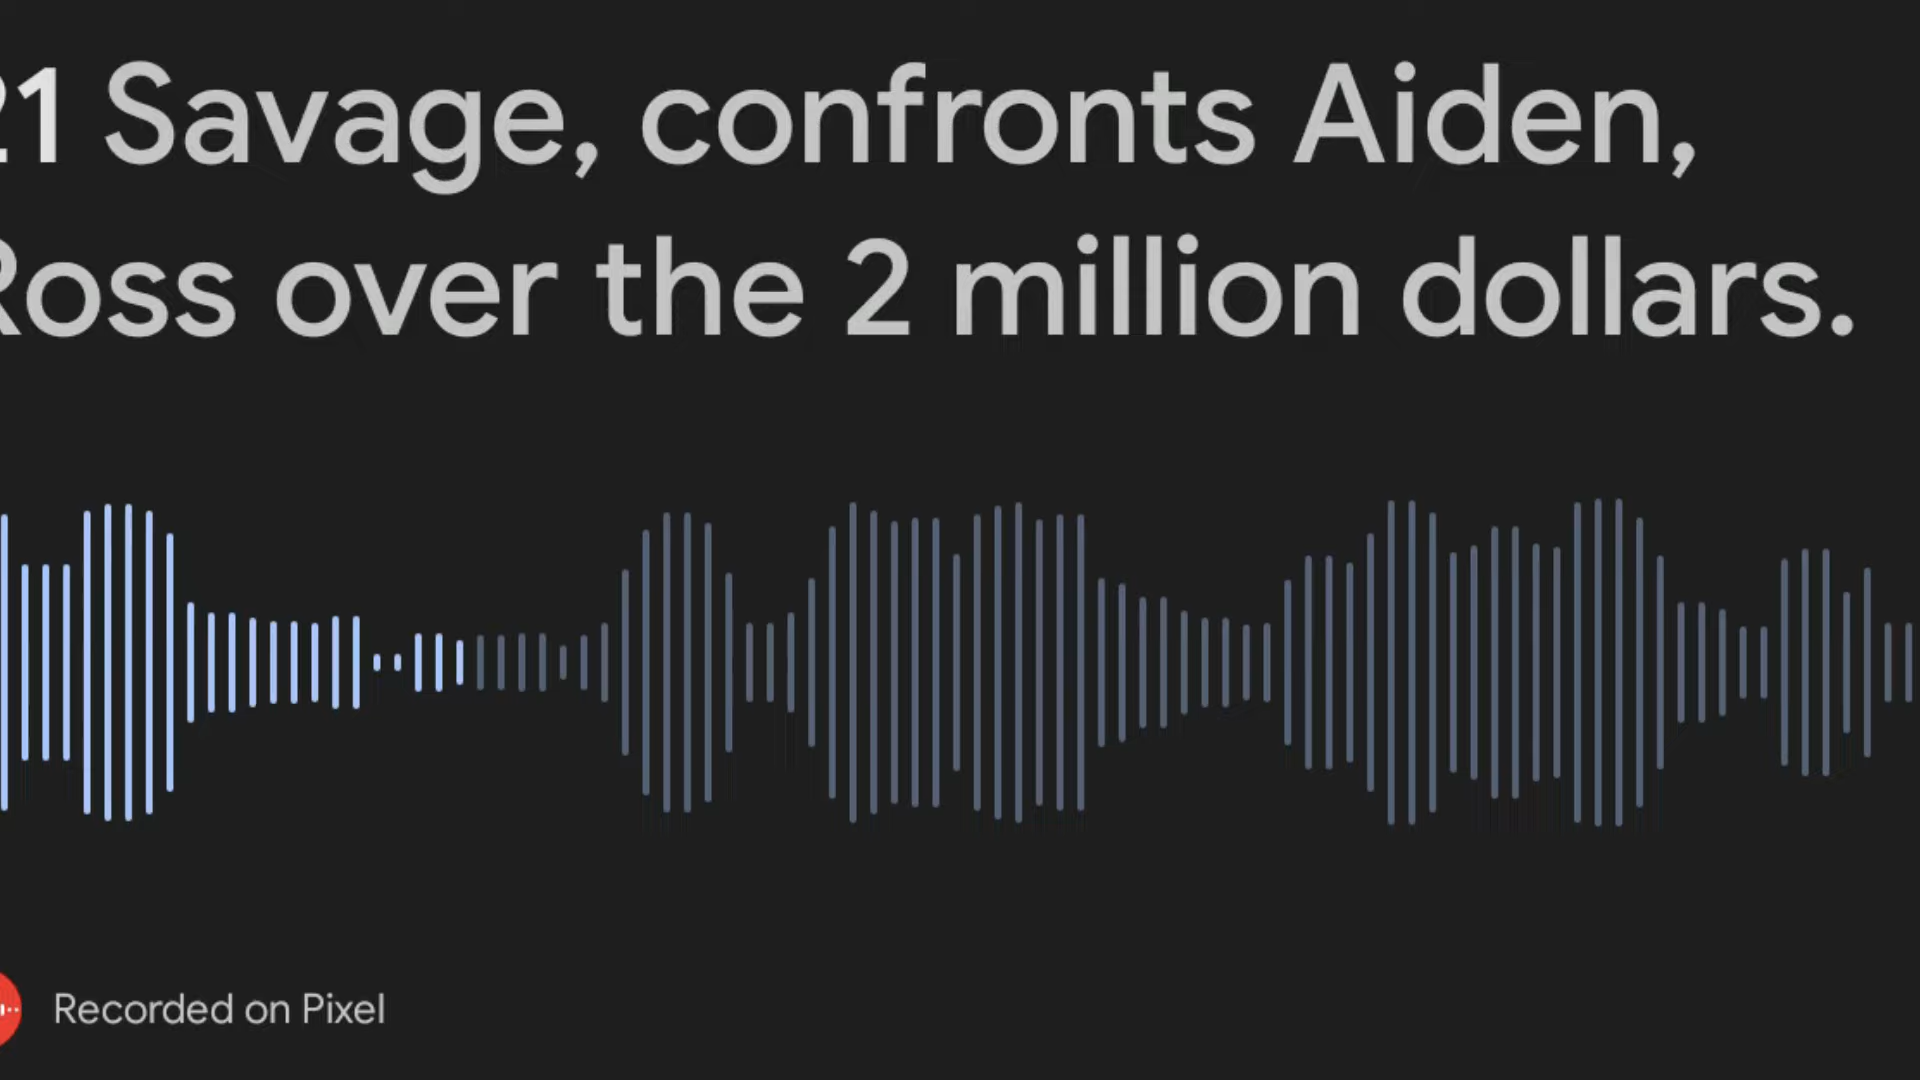 21 Savage, confronts Aiden,
Ross over the 2 million dollars.
Recorded on Pixel